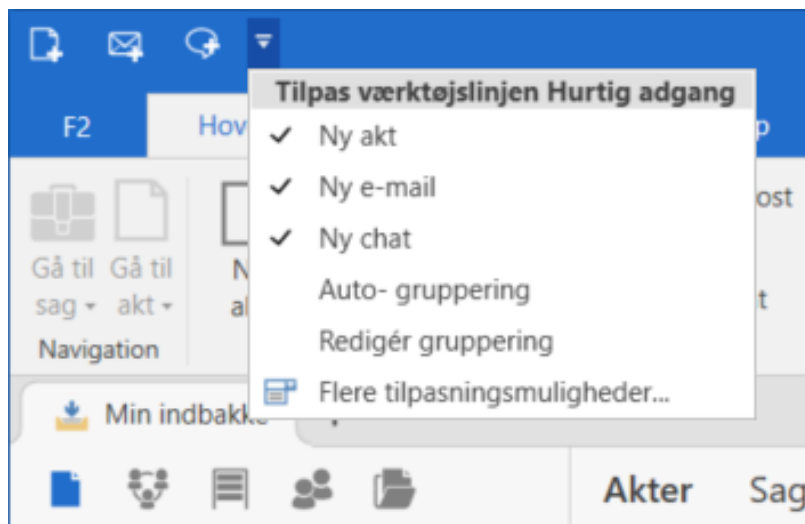 Tilpas værktøjslinjen Hurtig adgang
F2
Ny akt
Ny e-mail
Ny chat
Gå til sag
Gå til akt
Auto- gruppering
Redigér gruppering
Navigation
Flere tilpasningsmuligheder...
Min indbakke
Akter